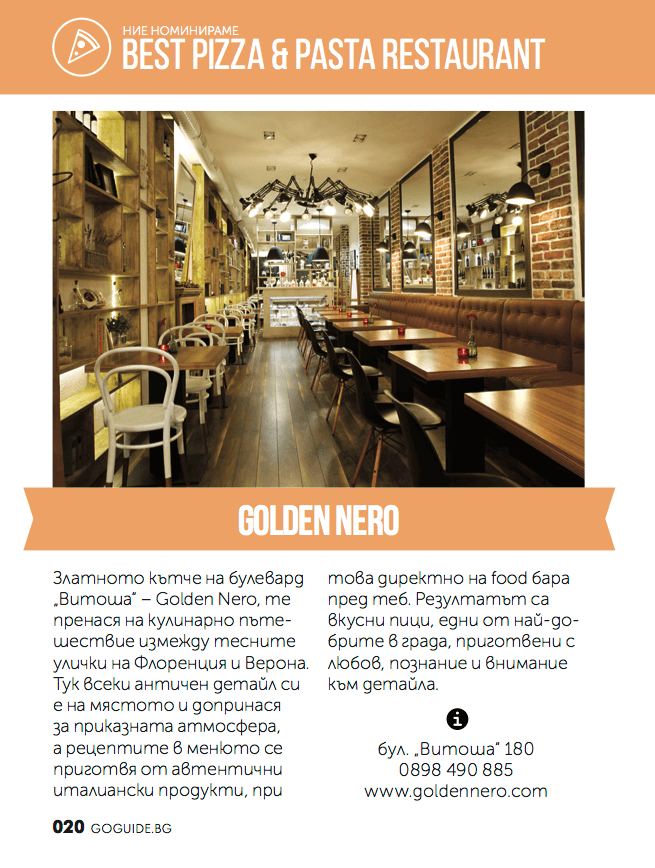 НИЕ НОМИНИРАМЕ
BEST PIZZA & PASTA RESTAURANT
GOLDEN NERO
Златното кътче на булевард
„Витоша“ – Golden Nero, те
пренася на кулинарно пъте-
шествие измежду тесните
улички на Флоренция и Верона.
Тук всеки античен детайл си
е на мястото и допринася
за приказната атмосфера,
а рецептите в менюто се
приготвя от автентични
италиански продукти, при
това директно на food бара
пред теб. Резултатът са
вкусни пици, едни от най-до-
брите в града, приготвени с
любов, познание и внимание
към детайла.
бул. „Витоша“ 180
0898 490 885
www.goldennero.com
020 GOGUIDE.BG